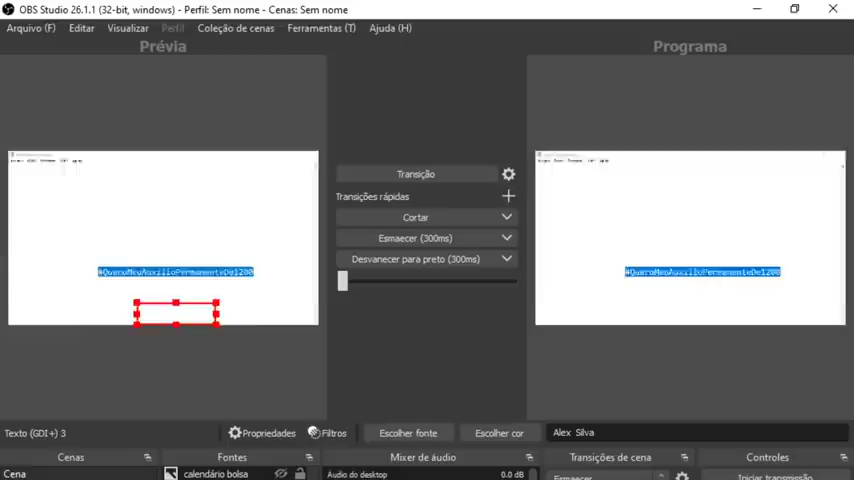 OBS Studio 26.1.1 (32-bit, windows) - Perfil: Sem nome - Cenas: Sem nome
Arquivo (F) Editar Visualizar Perfil Coleção de cenas Ferramentas (T) Ajuda (H)
Prévia
Programa
Transição
Transições rápidas
Cortar
Esmaecer (300ms)
Desvanecer para preto (300ms)
#QueroMeuAuxilioPermanenteDe1200
#QueroMeuAuxilioPermanenteDe1200
Texto (GDI+) 3
Propriedades
Filtros
Escolher fonte
Escolher cor
Alex Silva
Cenas
Fontes
Mixer de áudio
Transições de cena
Controles
Cena
calendário bolsa
Áudio do desktop
0.0 dB
Esmaecer
Iniciar transmissão